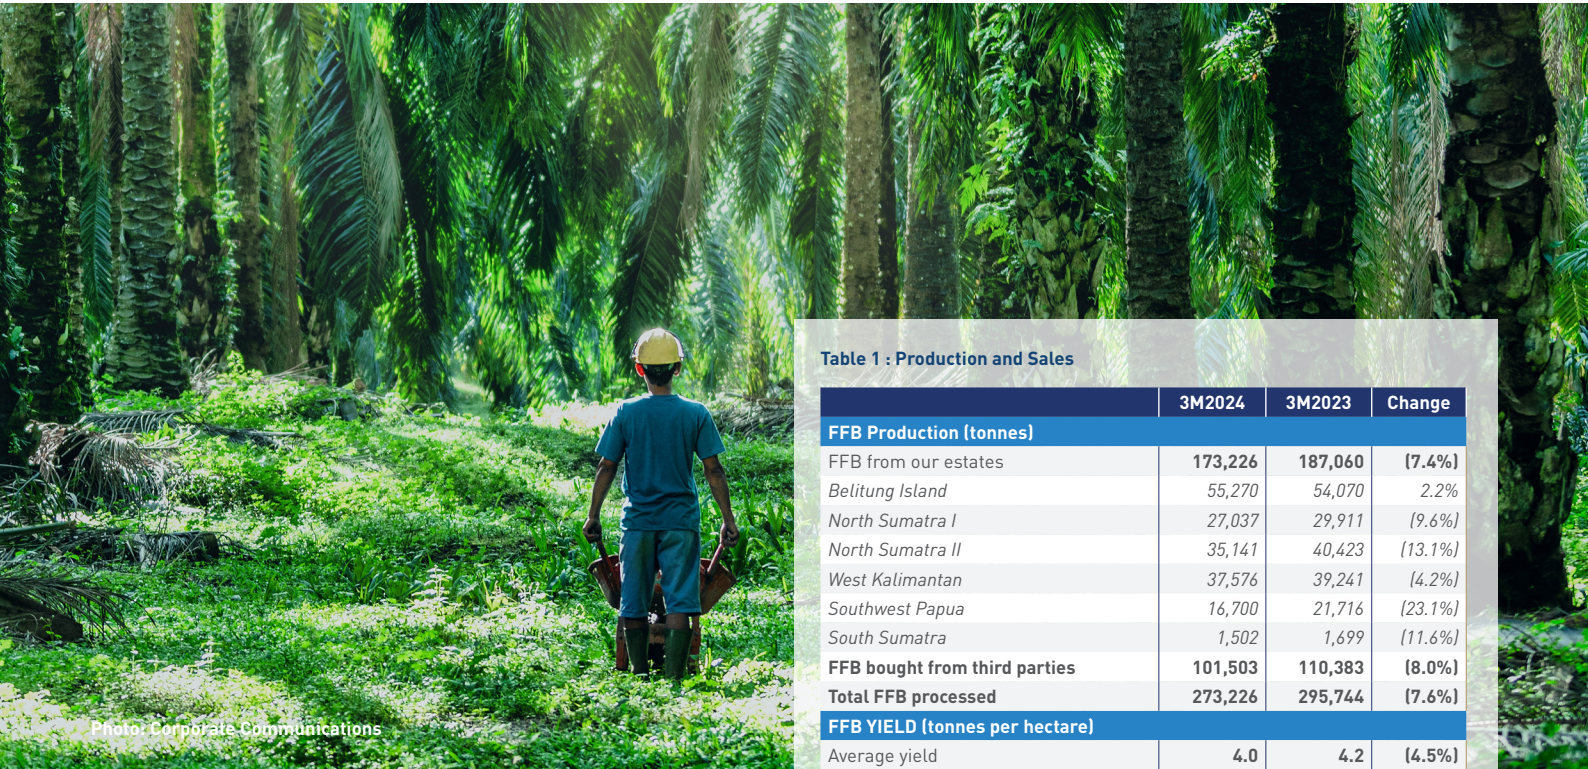 Table 1 : Production and Sales
3M2024 3M2023 Change
FFB Production (tonnes)
FFB from our estates 173,226 187,060 (7.4%)
Belitung Island 55,270 54,070 2.2%
North Sumatra I 27,037 29,911 (9.6%)
North Sumatra II 35,141 40,423 (13.1%)
West Kalimantan 37,576 39,241 (4.2%)
Southwest Papua 16,700 21,716 (23.1%)
South Sumatra 1,502 1,699 (11.6%)
FFB bought from third parties 101,503 110,383 (8.0%)
Total FFB processed 273,226 295,744 (7.6%)
FFB YIELD (tonnes per hectare)
Average yield 4.0 4.2 (4.5%)
Photo: Corporate Communications